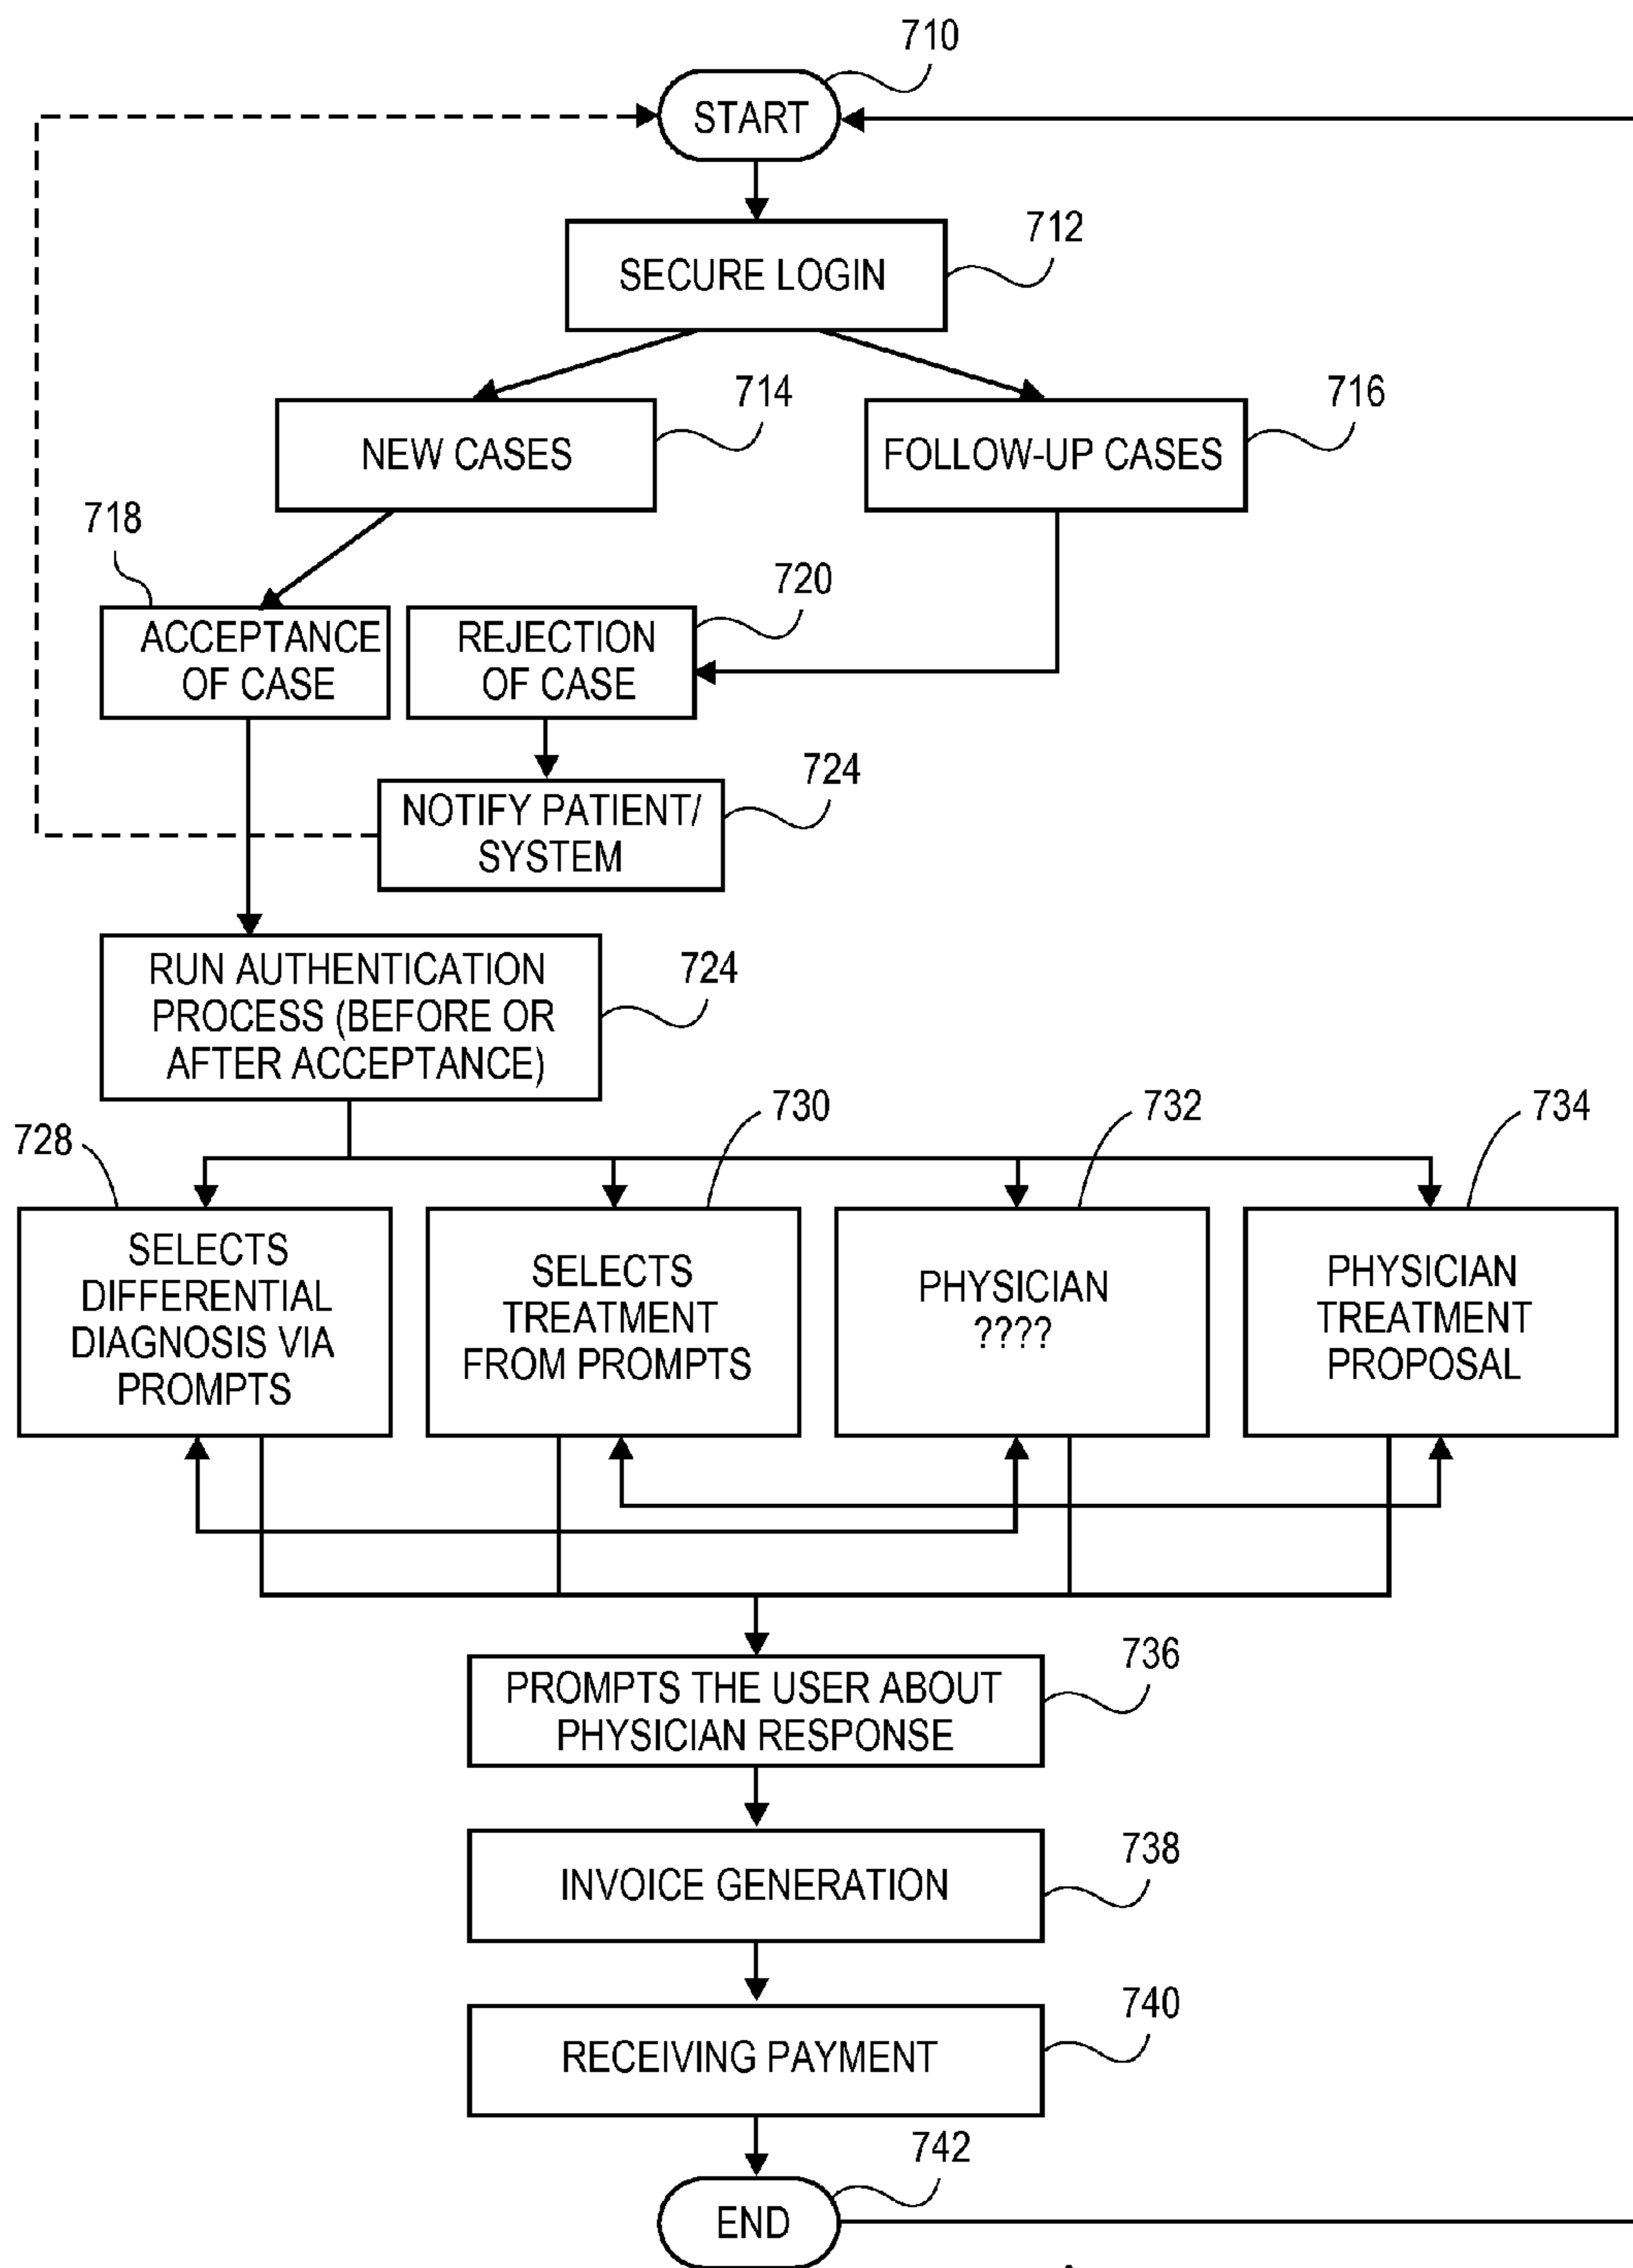 710
START
712
SECURE LOGIN
714
NEW CASES
716
FOLLOW-UP CASES
718
ACCEPTANCE
OF CASE
720
REJECTION
OF CASE
724
NOTIFY PATIENT/
SYSTEM
724
RUN AUTHENTICATION
PROCESS (BEFORE OR
AFTER ACCEPTANCE)
728
SELECTS
DIFFERENTIAL
DIAGNOSIS VIA
PROMPTS
730
SELECTS
TREATMENT
FROM PROMPTS
732
PHYSICIAN
????
734
PHYSICIAN
TREATMENT
PROPOSAL
736
PROMPTS THE USER ABOUT
PHYSICIAN RESPONSE
738
INVOICE GENERATION
740
RECEIVING PAYMENT
742
END